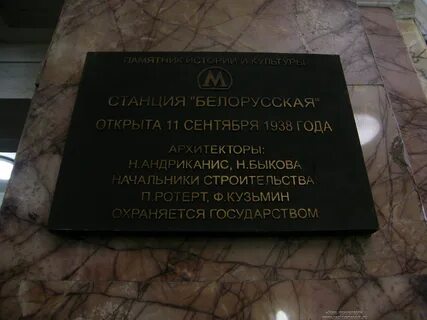 ПАМЯТНИК ИСТОРИИ И КУЛЬТУРЫ
М
СТАНЦИЯ "БЕЛОРУССКАЯ"
ОТКРЫТА 11 СЕНТЯБРЯ 1938 ГОДА
АРХИТЕКТОРЫ:
Н.АНДРИКАНИС, Н.БЫКОВА
НАЧАЛЬНИКИ СТРОИТЕЛЬСТВА
П.РОТЕРТ, Ф.КУЗЬМИН
ОХРАНЯЕТСЯ ГОСУДАРСТВОМ